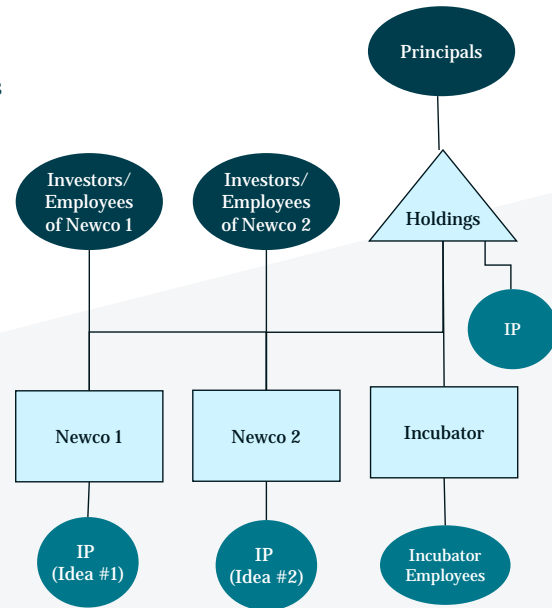 Principals
Investors/
Employees
of Newco 1
Investors/
Employees
of Newco 2
Holdings
IP
Newco 1
Newco 2
Incubator
IP
(Idea #1)
IP
(Idea #2)
Incubator
Employees